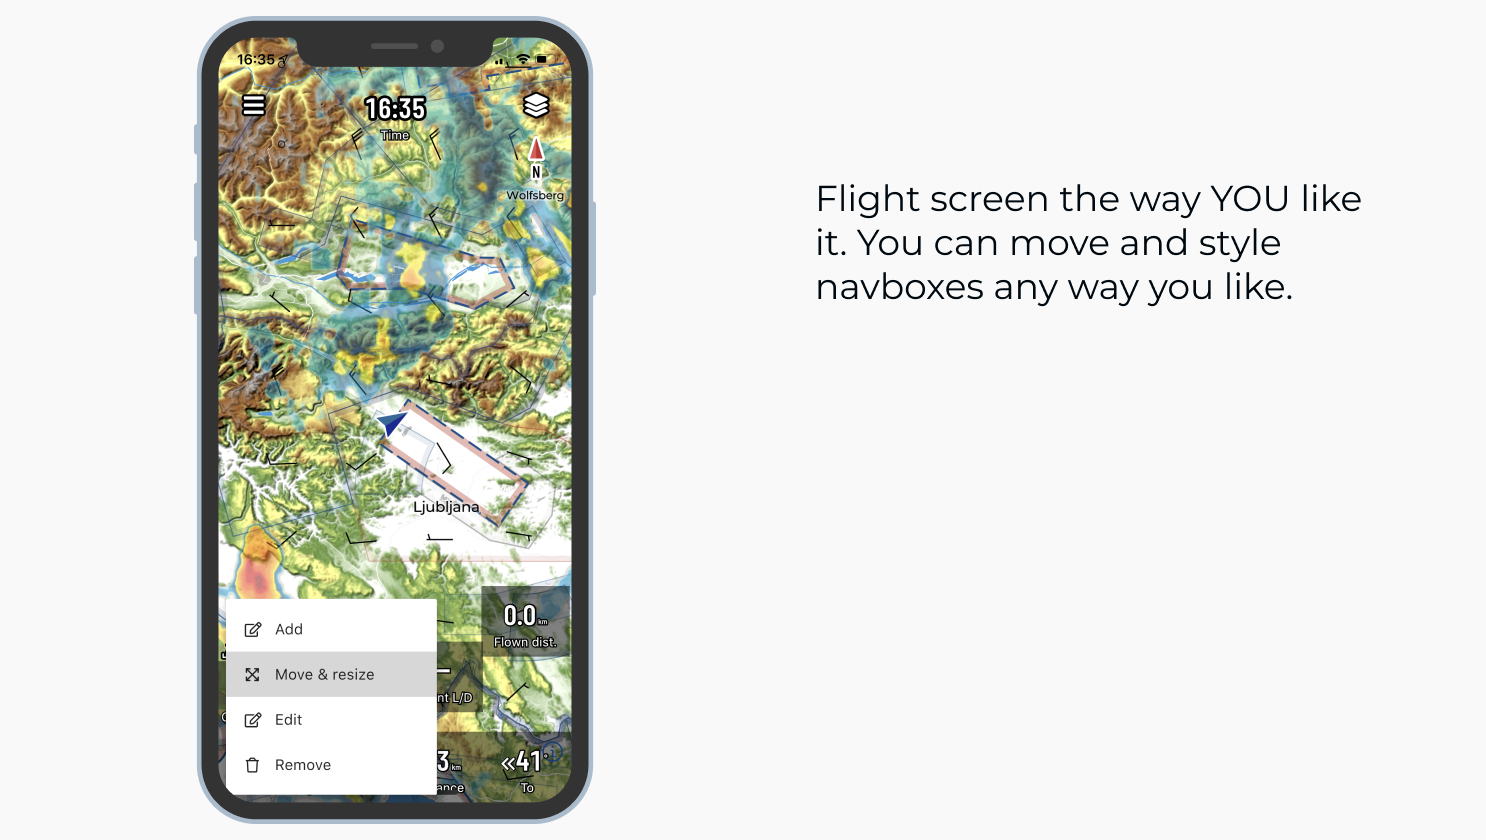 16:35
16:35
Time
N
Wolfsberg
Ljubljana
0.0 km
Flown dist.
Add
Move & resize
Edit
Remove
nt L/D
3 km
ance
«41°
To
Flight screen the way YOU like
it. You can move and style
navboxes any way you like.